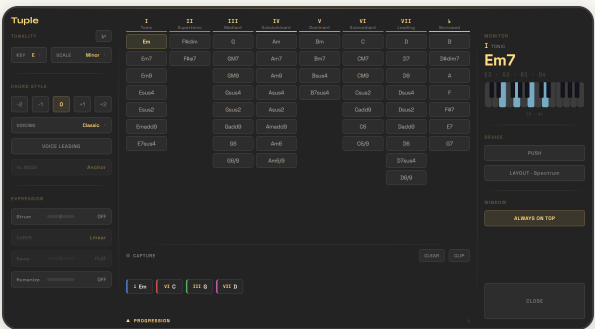 Tuple
TONALITY
KEY E SCALE Minor
CHORD STYLE
-2 -1 0 +1 +2
VOICING Classic
VOICE LEADING
Anchor
EXPRESSION
Strum OFF
Linear
Humanize OFF
I II III IV V VI VII
Tonic Supertonic Mediant Subdominant Dominant Submediant Leading Borrowed
Em F#dim G Am Bm C D B
Em7 F#ø7 GM7 Am7 Bm7 CM7 D7 D#dim7
Em9 GM9 Am9 Bsus4 CM9 D9 A
Esus4 Gsus4 Asus4 B7sus4 Csus2 Dsus4 F
Esus2 Gsus2 Asus2 Cadd9 Dsus2 F#7
Emadd9 Gadd9 Amadd9 C6 Dadd9 E7
E7sus4 G6 Am6 C6/9 D6 G7
G6/9 Am6/9 D7sus4
D6/9
CAPTURE CLEAR CLIP
I Em VI C III G VII D
PROGRESSION
MONITOR
I TONIC
Em7
DEVICE
PUSH
LAYOUT · Spectrum
WINDOW
ALWAYS ON TOP
CLOSE